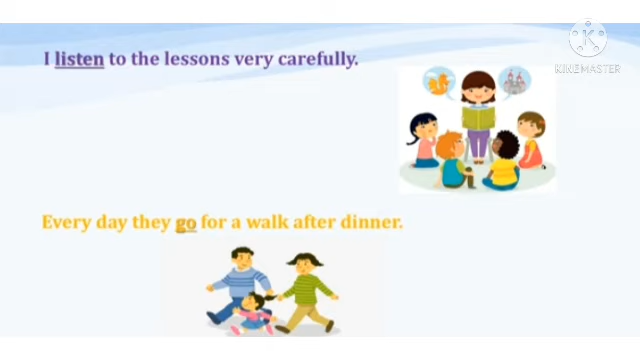 KINEMASTER
I listen to the lessons very carefully.
Every day they go for a walk after dinner.